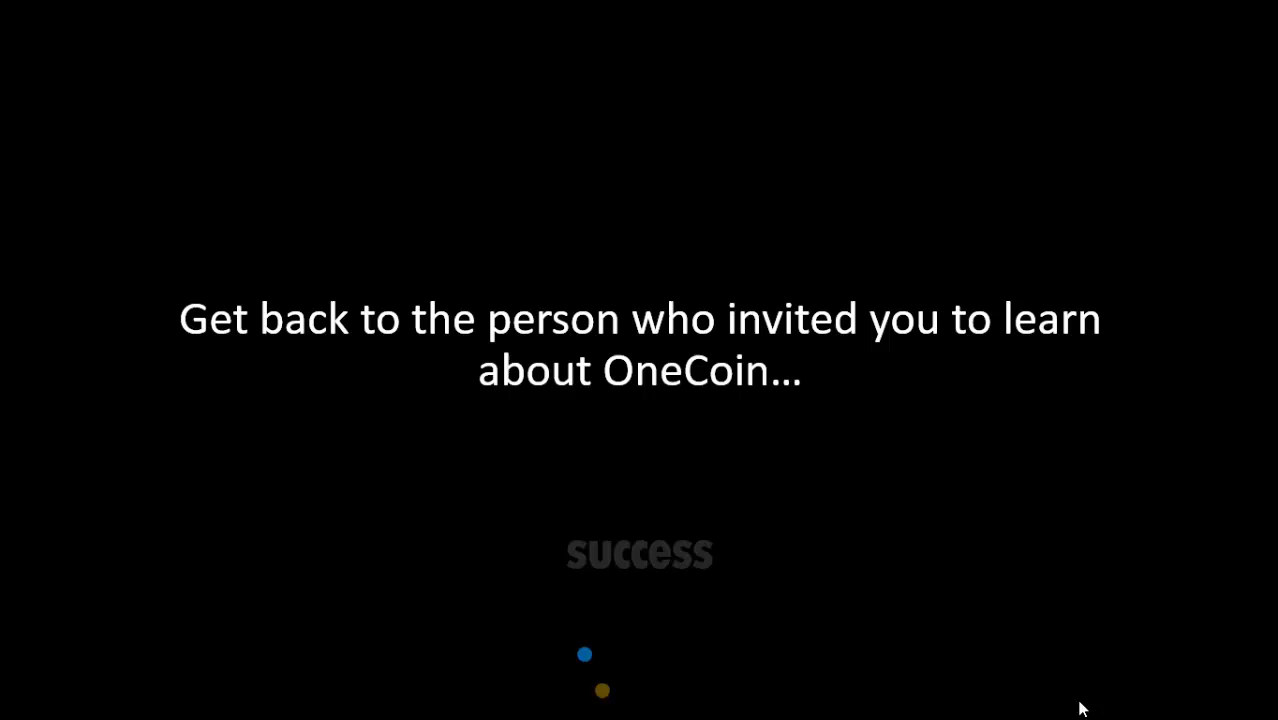 Get back to the person who invited you to learn
about OneCoin...
success